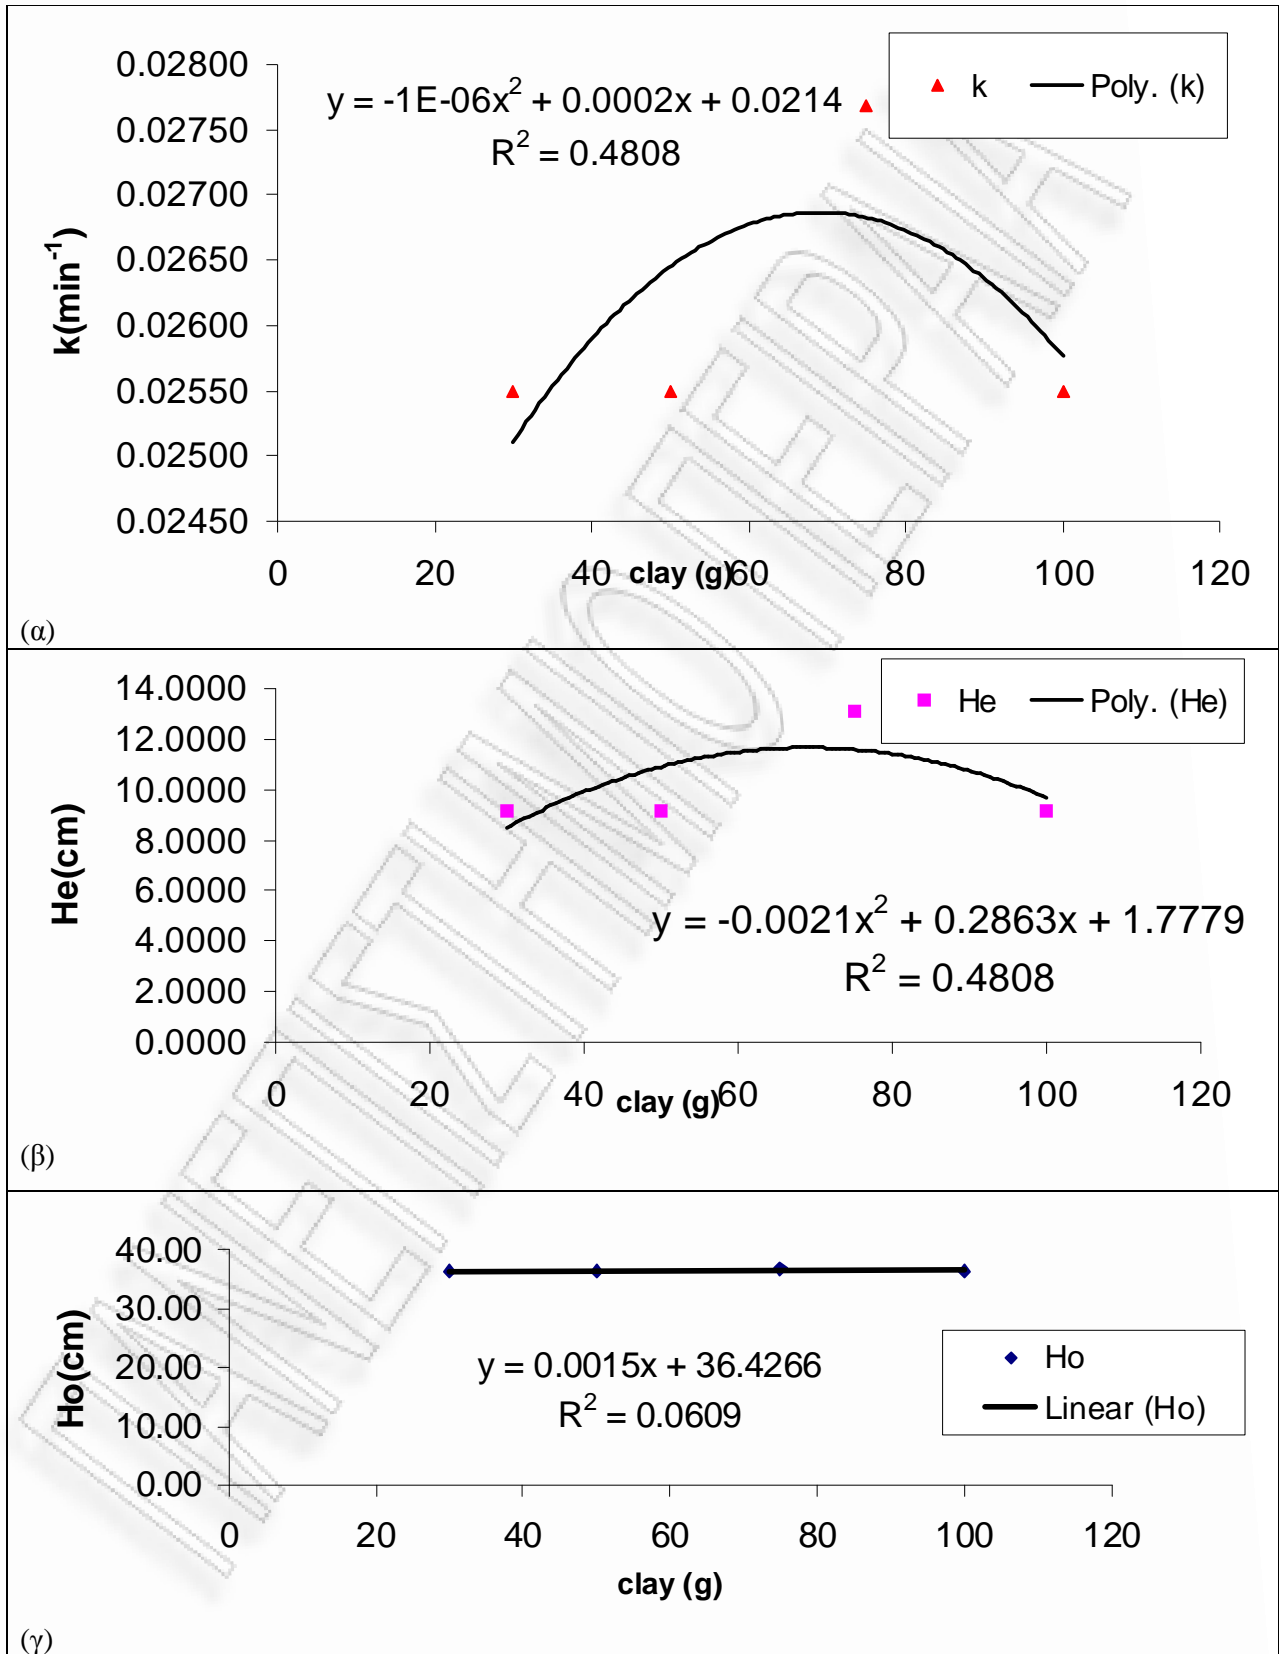 0.02800
0.02750
0.02700
0.02650
0.02600
0.02550
0.02500
0.02450
k(min⁻¹)
y = -1E-06x² + 0.0002x + 0.0214
R² = 0.4808
k Poly. (k)
0 20 40 60 80 100 120
clay (g)
(α)
14.0000
12.0000
10.0000
8.0000
6.0000
4.0000
2.0000
0.0000
He(cm)
He Poly. (He)
y = -0.0021x² + 0.2863x + 1.7779
R² = 0.4808
0 20 40 60 80 100 120
clay (g)
(β)
40.00
30.00
20.00
10.00
0.00
Ho(cm)
y = 0.0015x + 36.4266
R² = 0.0609
Ho
Linear (Ho)
0 20 40 60 80 100 120
clay (g)
(γ)
ΠΑΝΕΠΙΣΤΗΜΙΟ ΠΕΙΡΑΙΑ